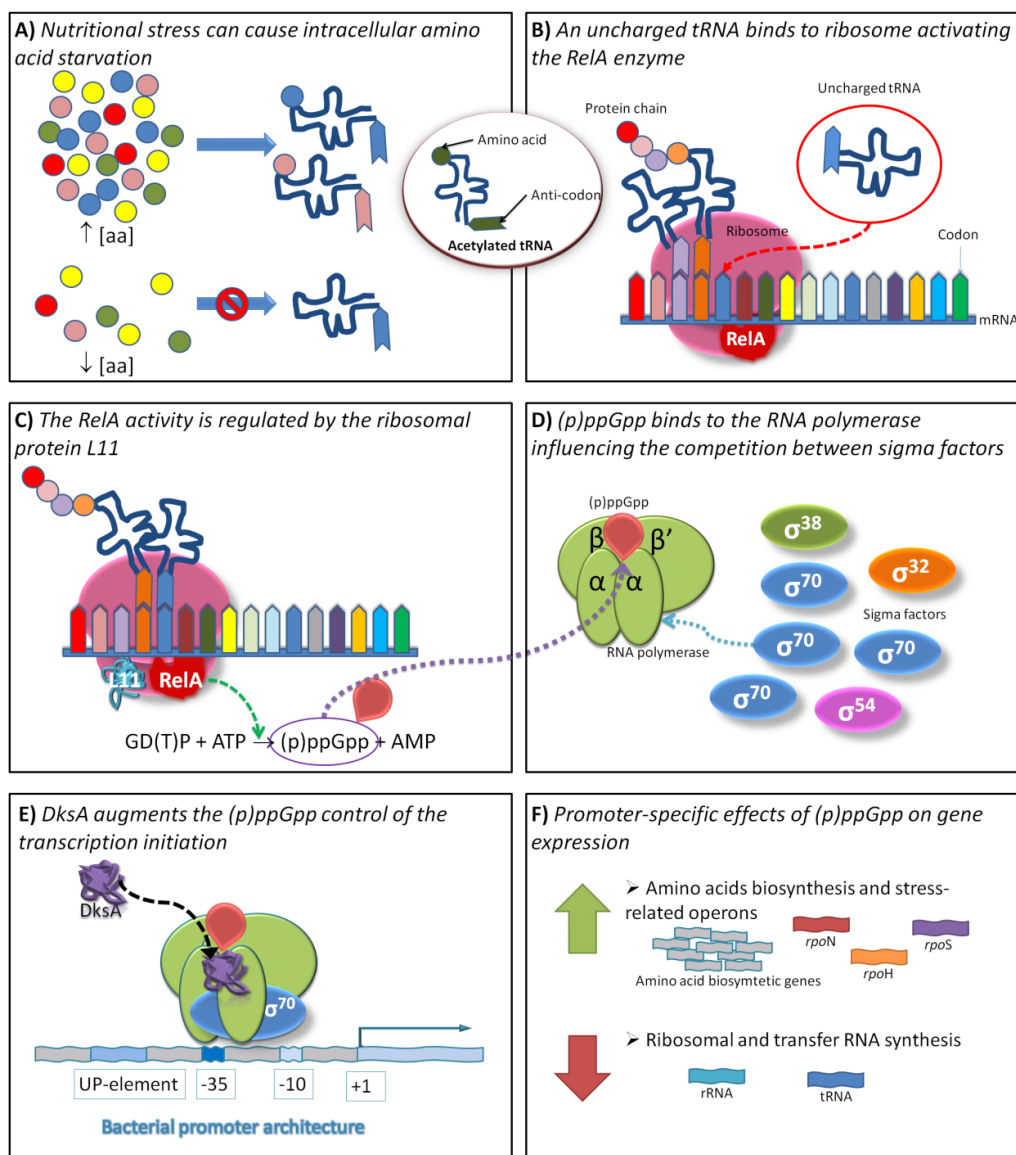 A) Nutritional stress can cause intracellular amino
acid starvation
↑ [aa]
↓ [aa]
Amino acid
Anti-codon
Acetylated tRNA
B) An uncharged tRNA binds to ribosome activating
the RelA enzyme
Protein chain
Uncharged tRNA
Ribosome
Codon
mRNA
RelA
C) The RelA activity is regulated by the ribosomal
protein L11
L11
RelA
GD(T)P + ATP → (p)ppGpp + AMP
D) (p)ppGpp binds to the RNA polymerase
influencing the competition between sigma factors
(p)ppGpp
β β’
α α
RNA polymerase
σ38
σ32
σ70
Sigma factors
σ70
σ70
σ70
σ54
E) DksA augments the (p)ppGpp control of the
transcription initiation
DksA
σ70
UP-element -35 -10 +1
Bacterial promoter architecture
F) Promoter-specific effects of (p)ppGpp on gene
expression
➢ Amino acids biosynthesis and stress-
related operons
rpoN
rpoS
rpoH
Amino acid biosymtetic genes
➢ Ribosomal and transfer RNA synthesis
rRNA
tRNA